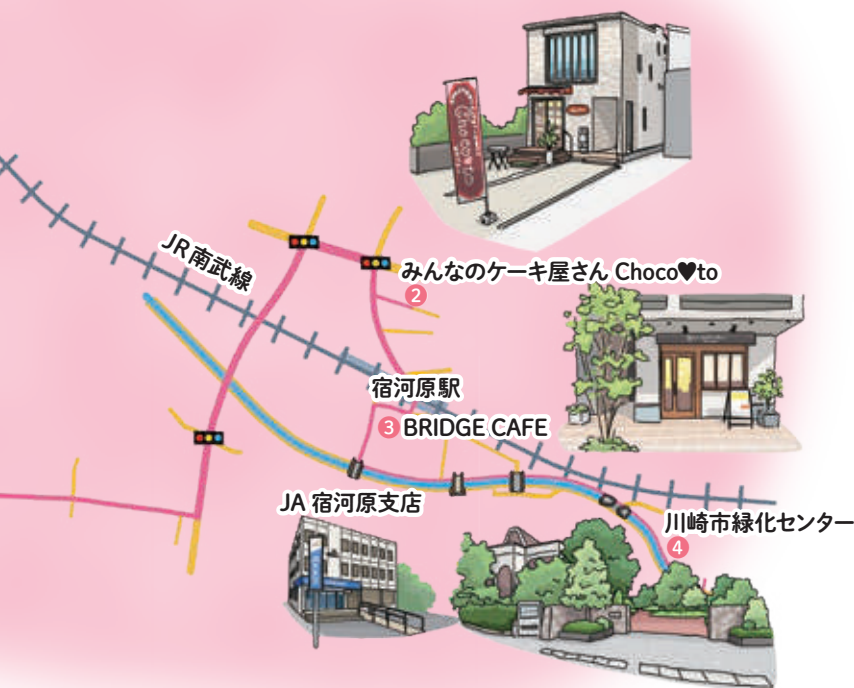 Choco♥to
JR南武線
みんなのケーキ屋さん Choco♥to
2
宿河原駅
3 BRIDGE CAFE
JA 宿河原支店
川崎市緑化センター
4